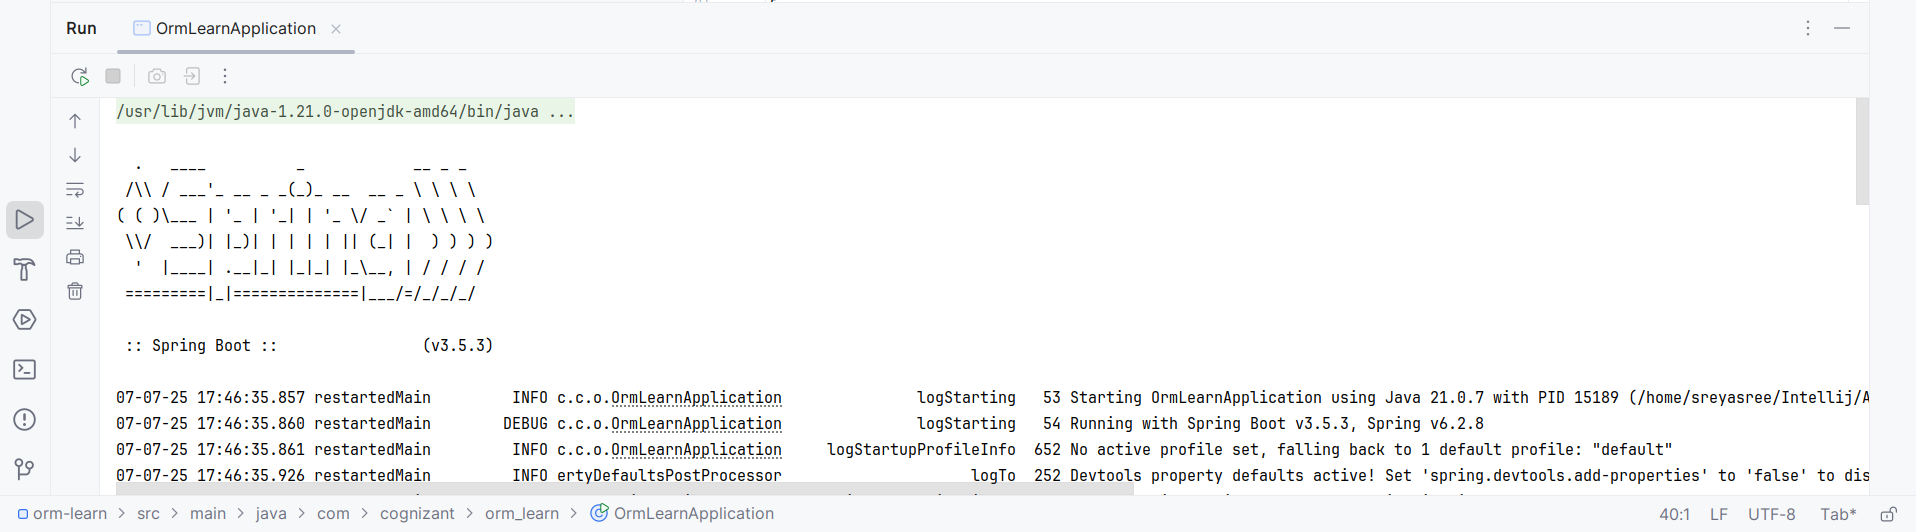 Run OrmLearnApplication
/usr/lib/jvm/java-1.21.0-openjdk-amd64/bin/java ...
  .   ____          _            __ _ _
 /\\ / ___'_ __ _ _(_)_ __  __ _ \ \ \ \
( ( )\___ | '_ | '_| | '_ \/ _` | \ \ \ \
 \\/  ___)| |_)| | | | | || (_| |  ) ) ) )
  '  |____| .__|_| |_|_| |_\__, | / / / /
 =========|_|==============|___/=/_/_/_/
 :: Spring Boot ::                (v3.5.3)
07-07-25 17:46:35.857 restartedMain         INFO c.c.o.OrmLearnApplication               logStarting   53 Starting OrmLearnApplication using Java 21.0.7 with PID 15189 (/home/sreyasree/Intellij/A
07-07-25 17:46:35.860 restartedMain        DEBUG c.c.o.OrmLearnApplication               logStarting   54 Running with Spring Boot v3.5.3, Spring v6.2.8
07-07-25 17:46:35.861 restartedMain         INFO c.c.o.OrmLearnApplication     logStartupProfileInfo  652 No active profile set, falling back to 1 default profile: "default"
07-07-25 17:46:35.926 restartedMain         INFO ertyDefaultsPostProcessor                     logTo  252 Devtools property defaults active! Set 'spring.devtools.add-properties' to 'false' to dis
orm-learn > src > main > java > com > cognizant > orm_learn > OrmLearnApplication 40:1 LF UTF-8 Tab*